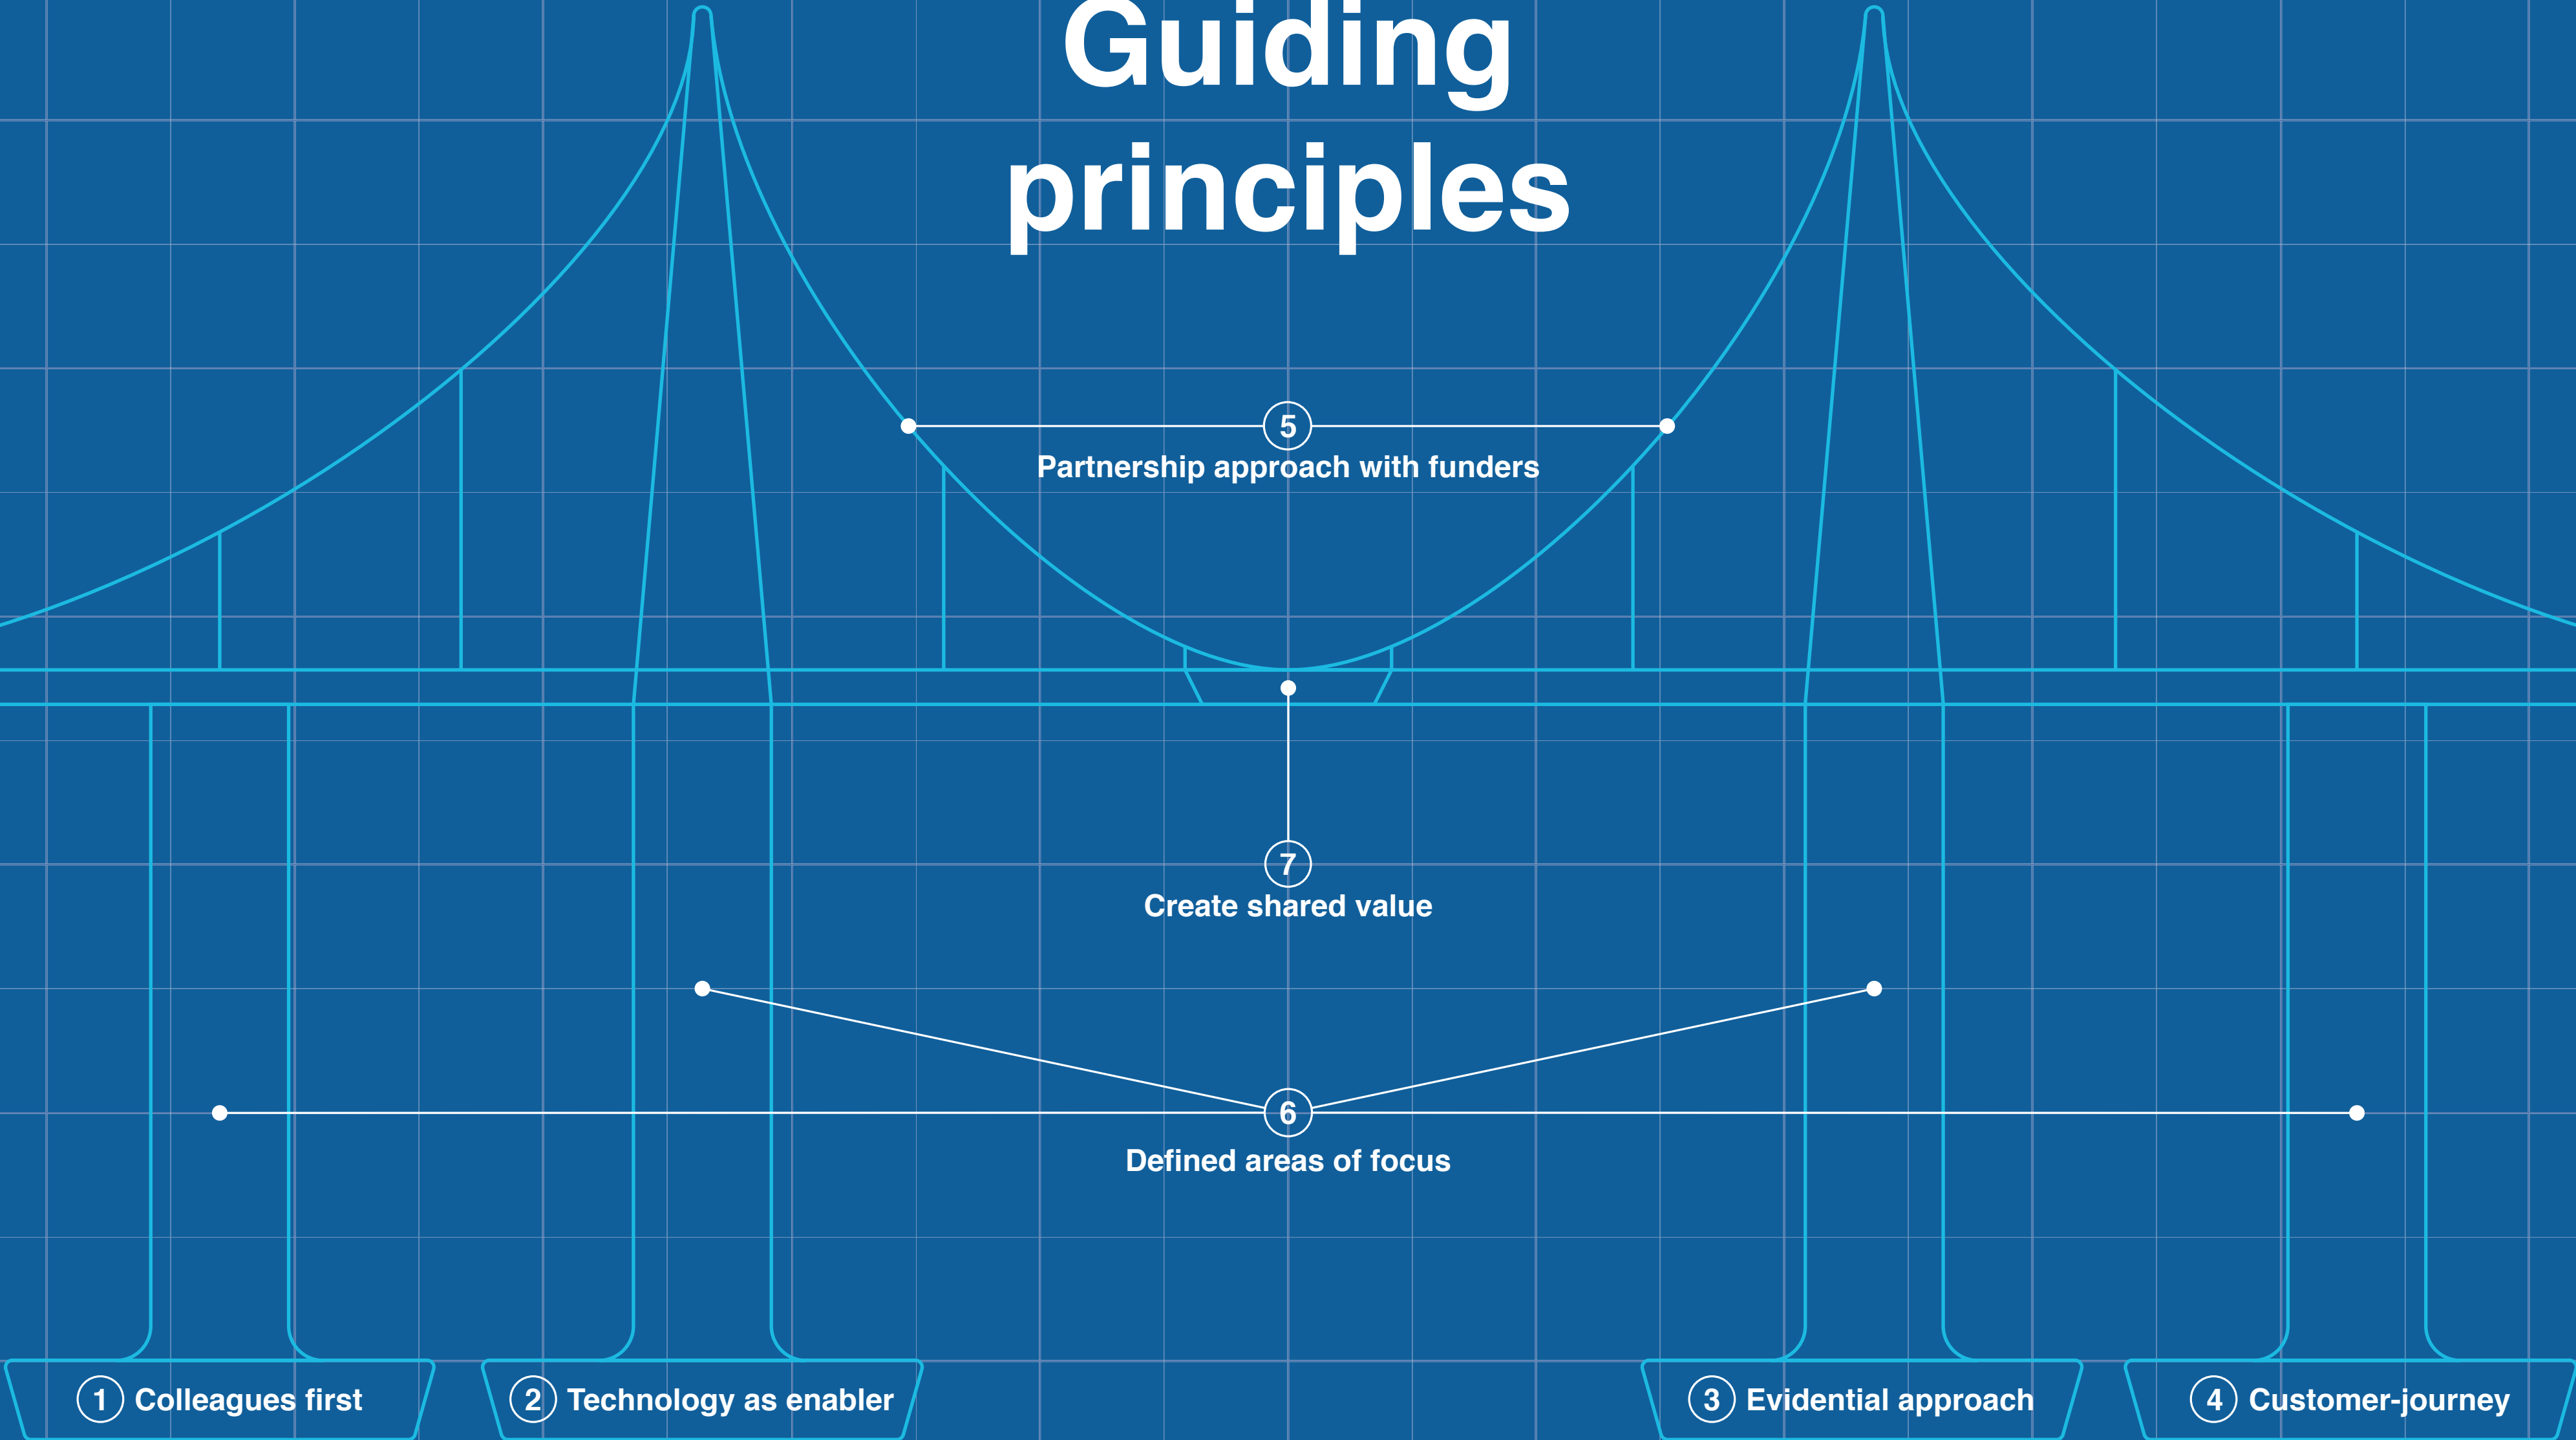 Guiding
principles
5
Partnership approach with funders
7
Create shared value
6
Defined areas of focus
1 Colleagues first
2 Technology as enabler
3 Evidential approach
4 Customer-journey